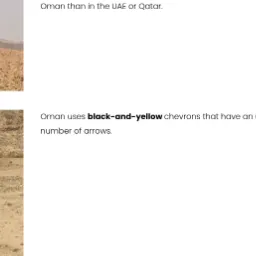 Oman than in the UAE or Qatar.
Oman uses black-and-yellow chevrons that have an
number of arrows.